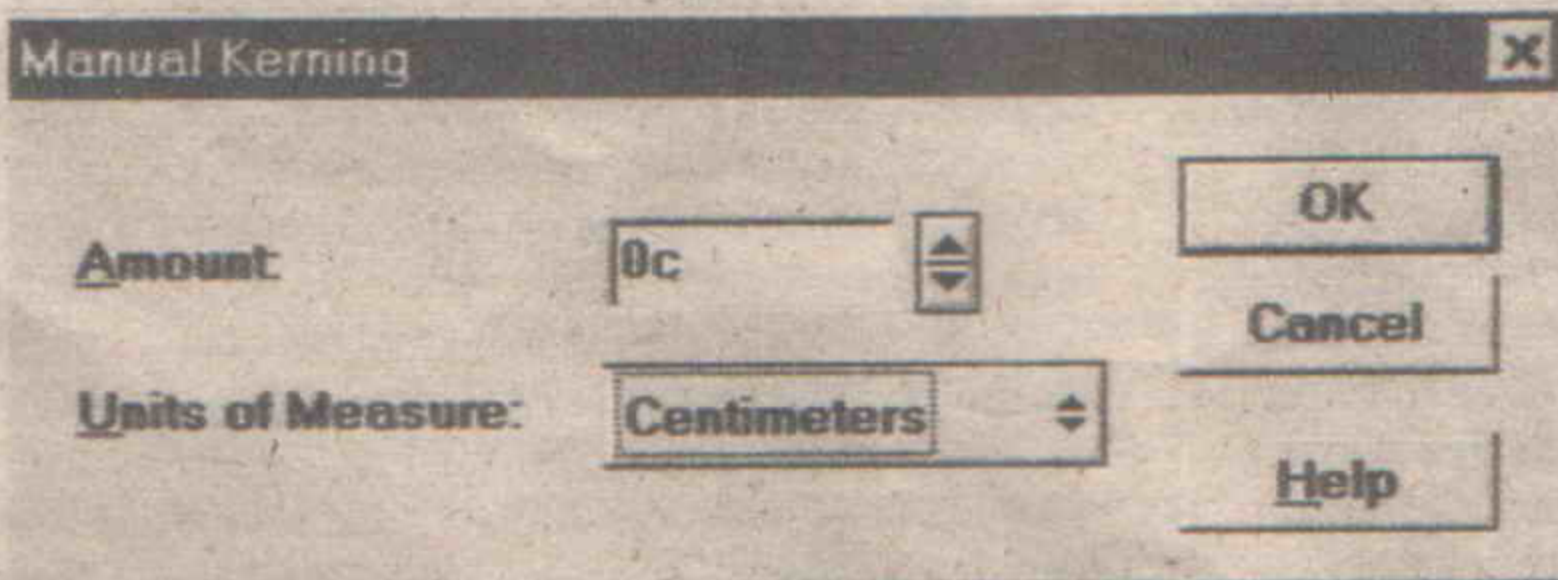 Manual Kerning
Amount:
0c
Units of Measure:
Centimeters
OK
Cancel
Help